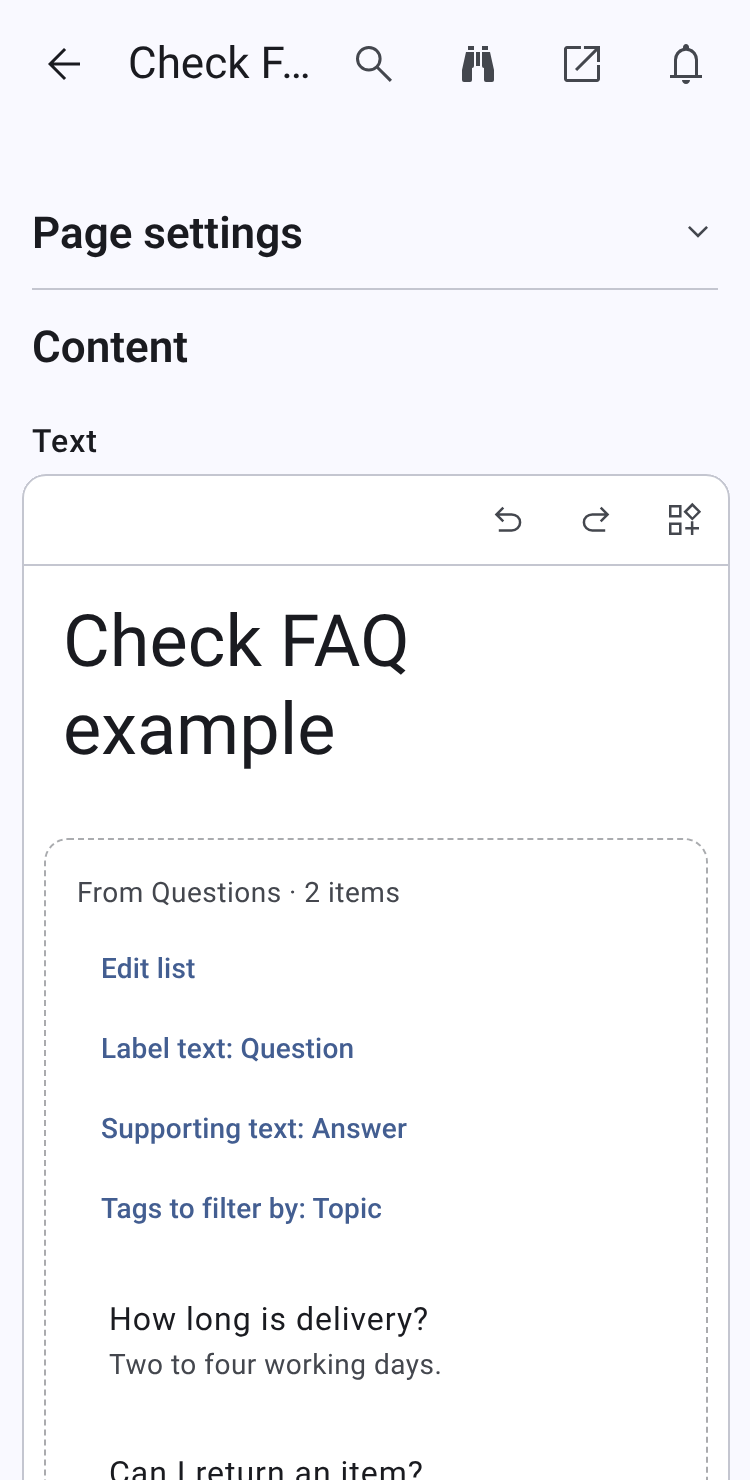 Check F...
Page settings
Content
Text
Check FAQ
example
From Questions · 2 items
Edit list
Label text: Question
Supporting text: Answer
Tags to filter by: Topic
How long is delivery?
Two to four working days.
Can I return an item?